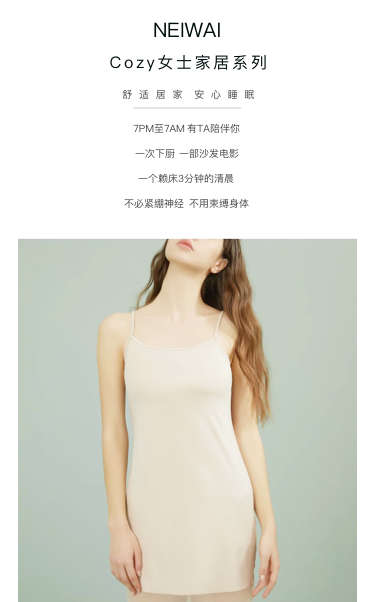 NEIWAI
Cozy女士家居系列
舒适居家 安心睡眠
7PM至7AM 有TA陪伴你
一次下厨 一部沙发电影
一个赖床3分钟的清晨
不必紧绷神经 不用束缚身体